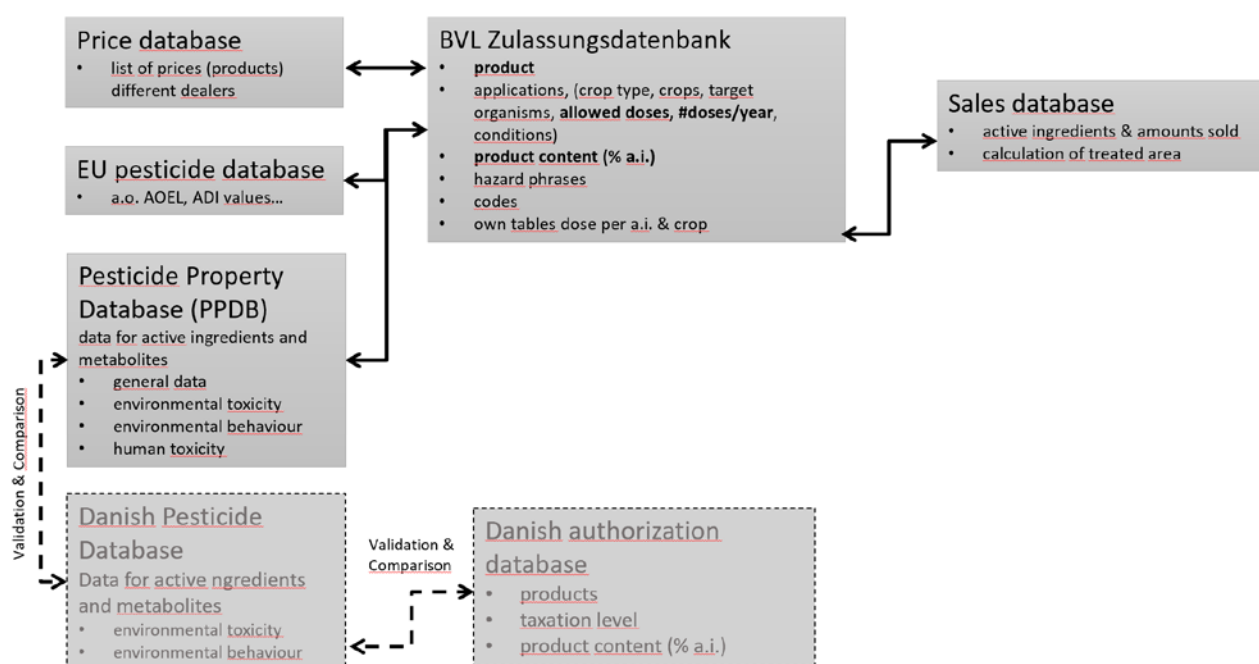 Price database
• list of prices (products)
different dealers
EU pesticide database
• a.o. AOEL, ADI values...
Pesticide Property
Database (PPDB)
data for active ingredients and
metabolites
• general data
• environmental toxicity
• environmental behaviour
• human toxicity
BVL Zulassungsdatenbank
• product
• applications, (crop type, crops, target
organisms, allowed doses, #doses/year,
conditions)
• product content (% a.i.)
• hazard phrases
• codes
• own tables dose per a.i. & crop
Sales database
• active ingredients & amounts sold
• calculation of treated area
Validation & Comparison
Danish Pesticide
Database
Data for active ngredients
and metabolites
• environmental toxicity
• environmental behaviour
Validation &
Comparison
Danish authorization
database
• products
• taxation level
• product content (% a.i.)